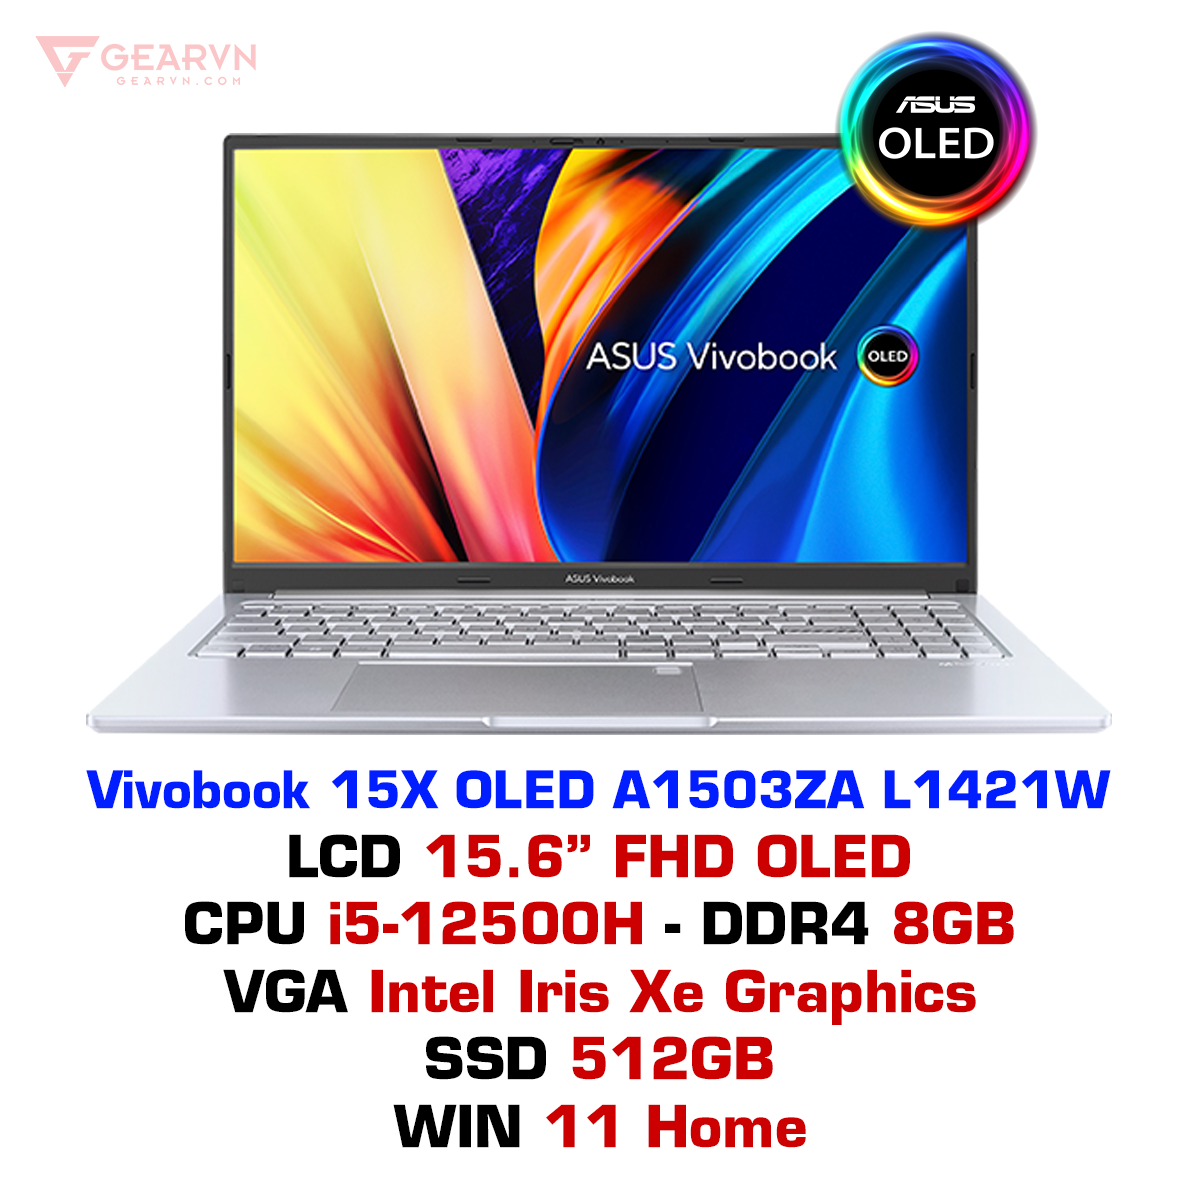 GEARVN
GEARVN.COM
ASUS
OLED
ASUS Vivobook OLED
ASUS Vivobook
Vivobook 15X OLED A1503ZA L1421W
LCD 15.6” FHD OLED
CPU i5-12500H - DDR4 8GB
VGA Intel Iris Xe Graphics
SSD 512GB
WIN 11 Home